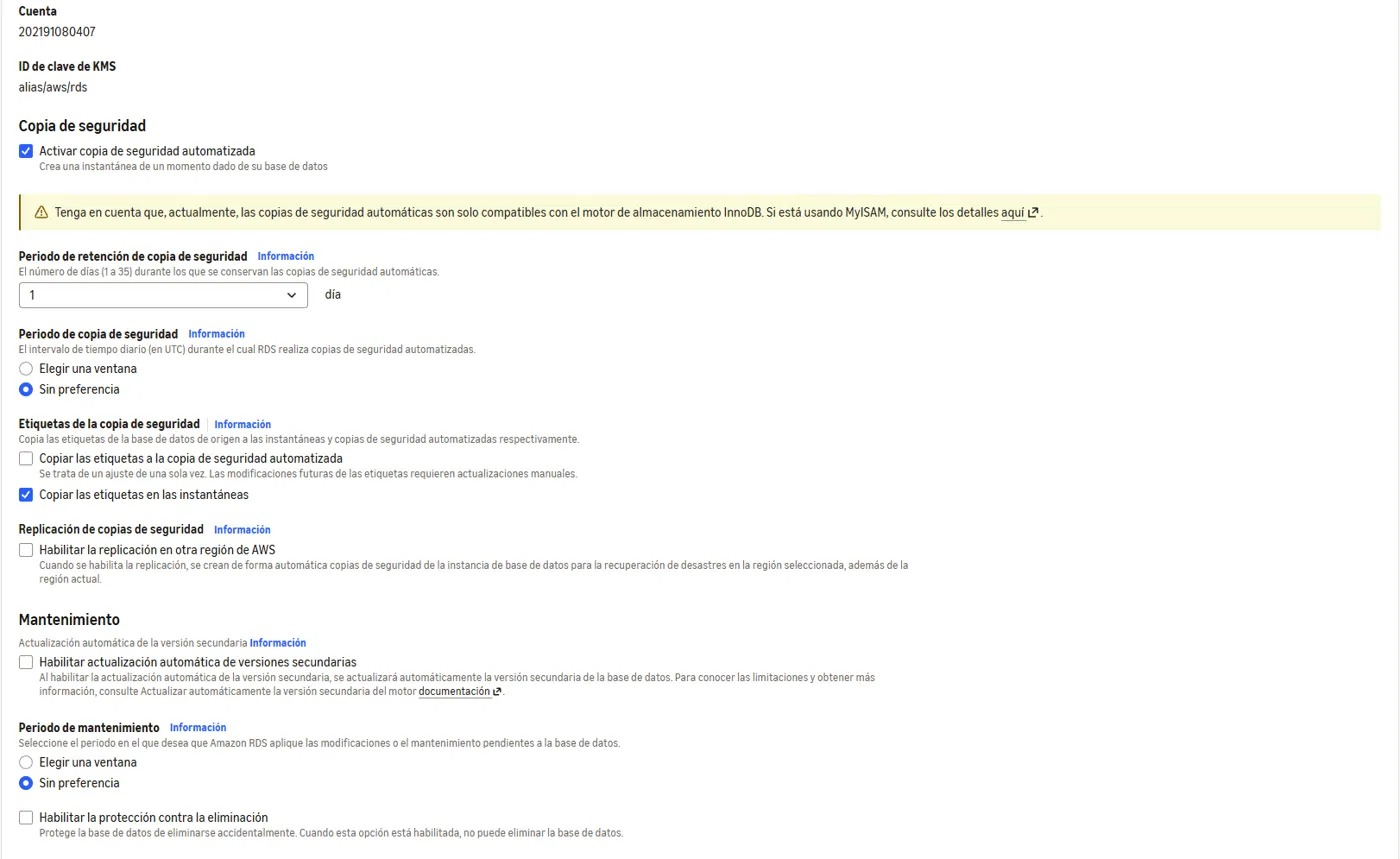 Cuenta
202191080407
ID de clave de KMS
alias/aws/rds
Copia de seguridad
Activar copia de seguridad automatizada
Crea una instantánea de un momento dado de su base de datos
Tenga en cuenta que, actualmente, las copias de seguridad automáticas son solo compatibles con el motor de almacenamiento InnoDB. Si está usando MyISAM, consulte los detalles aquí.
Periodo de retención de copia de seguridad Información
El número de días (1 a 35) durante los que se conservan las copias de seguridad automáticas.
1 día
Periodo de copia de seguridad Información
El intervalo de tiempo diario (en UTC) durante el cual RDS realiza copias de seguridad automatizadas.
Elegir una ventana
Sin preferencia
Etiquetas de la copia de seguridad Información
Copia las etiquetas de la base de datos de origen a las instantáneas y copias de seguridad automatizadas respectivamente.
Copiar las etiquetas a la copia de seguridad automatizada
Se trata de un ajuste de una sola vez. Las modificaciones futuras de las etiquetas requieren actualizaciones manuales.
Copiar las etiquetas en las instantáneas
Replicación de copias de seguridad Información
Habilitar la replicación en otra región de AWS
Cuando se habilita la replicación, se crean de forma automática copias de seguridad de la instancia de base de datos para la recuperación de desastres en la región seleccionada, además de la
región actual.
Mantenimiento
Actualización automática de la versión secundaria Información
Habilitar actualización automática de versiones secundarias
Al habilitar la actualización automática de la versión secundaria, se actualizará automáticamente la versión secundaria de la base de datos. Para conocer las limitaciones y obtener más
información, consulte Actualizar automáticamente la versión secundaria del motor documentación.
Periodo de mantenimiento Información
Seleccione el periodo en el que desea que Amazon RDS aplique las modificaciones o el mantenimiento pendientes a la base de datos.
Elegir una ventana
Sin preferencia
Habilitar la protección contra la eliminación
Protege la base de datos de eliminarse accidentalmente. Cuando esta opción está habilitada, no puede eliminar la base de datos.